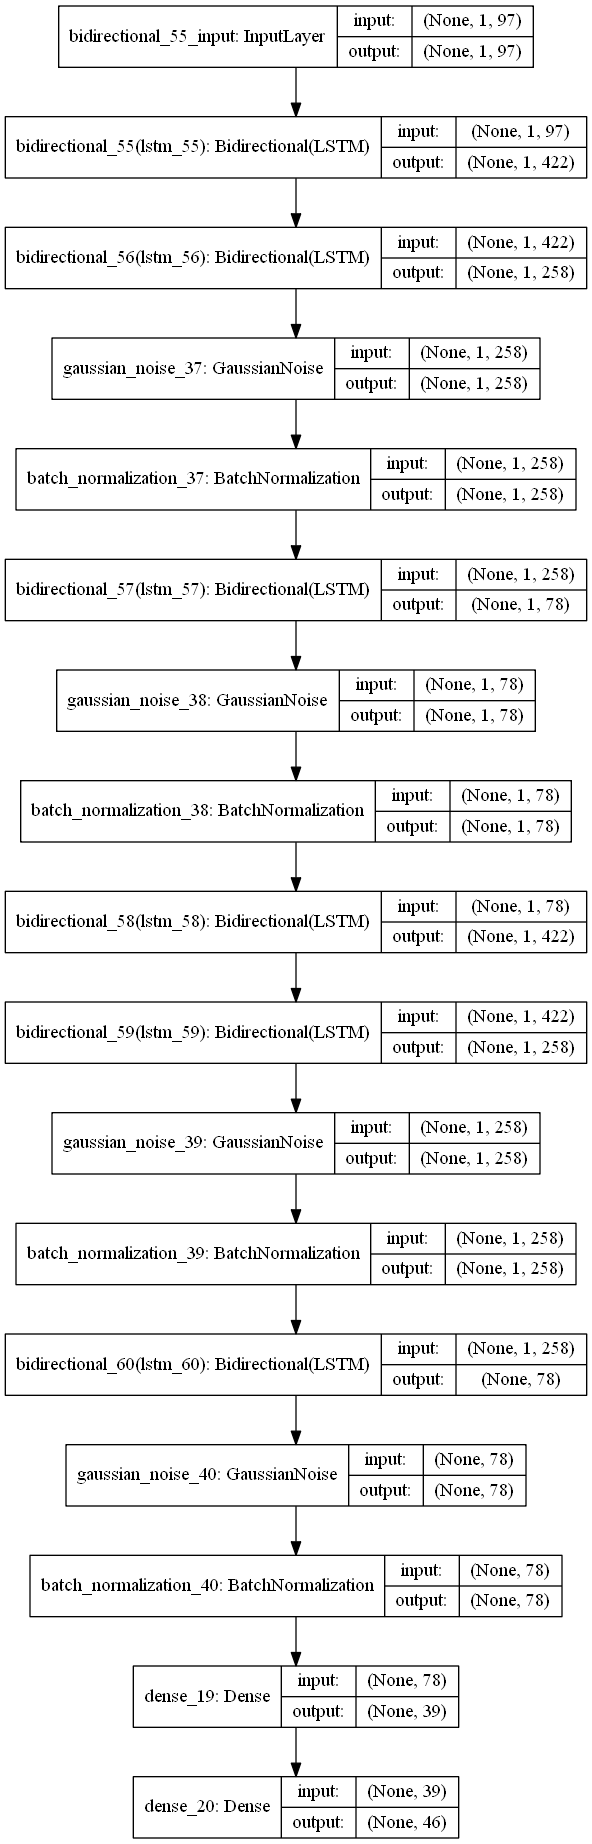 bidirectional_55_input: InputLayer
input: (None, 1, 97)
output: (None, 1, 97)
bidirectional_55(lstm_55): Bidirectional(LSTM)
input: (None, 1, 97)
output: (None, 1, 422)
bidirectional_56(lstm_56): Bidirectional(LSTM)
input: (None, 1, 422)
output: (None, 1, 258)
gaussian_noise_37: GaussianNoise
input: (None, 1, 258)
output: (None, 1, 258)
batch_normalization_37: BatchNormalization
input: (None, 1, 258)
output: (None, 1, 258)
bidirectional_57(lstm_57): Bidirectional(LSTM)
input: (None, 1, 258)
output: (None, 1, 78)
gaussian_noise_38: GaussianNoise
input: (None, 1, 78)
output: (None, 1, 78)
batch_normalization_38: BatchNormalization
input: (None, 1, 78)
output: (None, 1, 78)
bidirectional_58(lstm_58): Bidirectional(LSTM)
input: (None, 1, 78)
output: (None, 1, 422)
bidirectional_59(lstm_59): Bidirectional(LSTM)
input: (None, 1, 422)
output: (None, 1, 258)
gaussian_noise_39: GaussianNoise
input: (None, 1, 258)
output: (None, 1, 258)
batch_normalization_39: BatchNormalization
input: (None, 1, 258)
output: (None, 1, 258)
bidirectional_60(lstm_60): Bidirectional(LSTM)
input: (None, 1, 258)
output: (None, 78)
gaussian_noise_40: GaussianNoise
input: (None, 78)
output: (None, 78)
batch_normalization_40: BatchNormalization
input: (None, 78)
output: (None, 78)
dense_19: Dense
input: (None, 78)
output: (None, 39)
dense_20: Dense
input: (None, 39)
output: (None, 46)